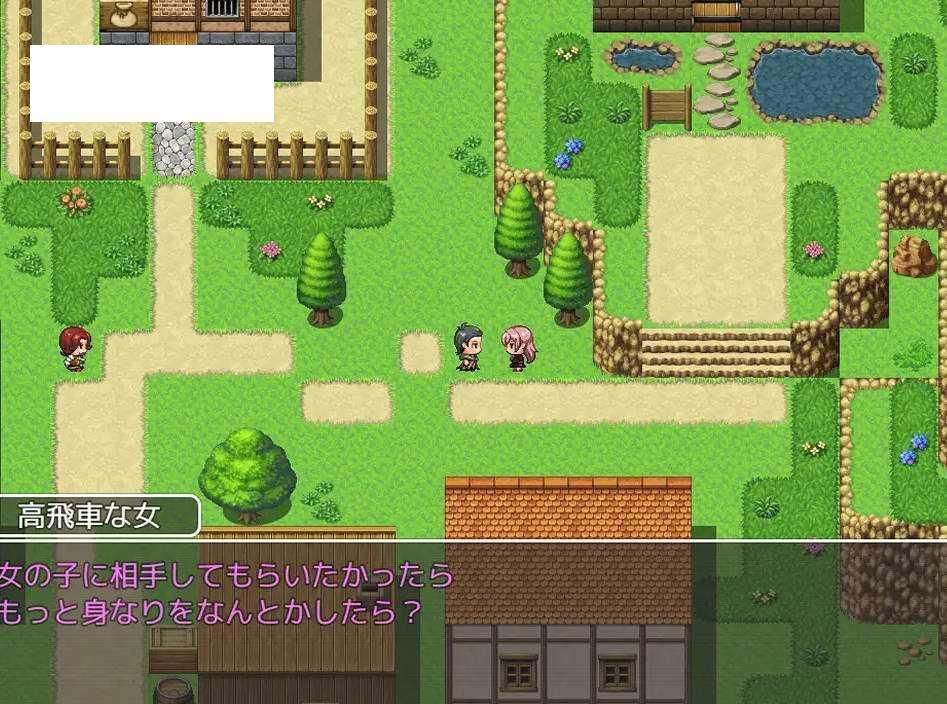 高飛車な女
女の子に相手してもらいたかったら
もっと身なりをなんとかしたら？